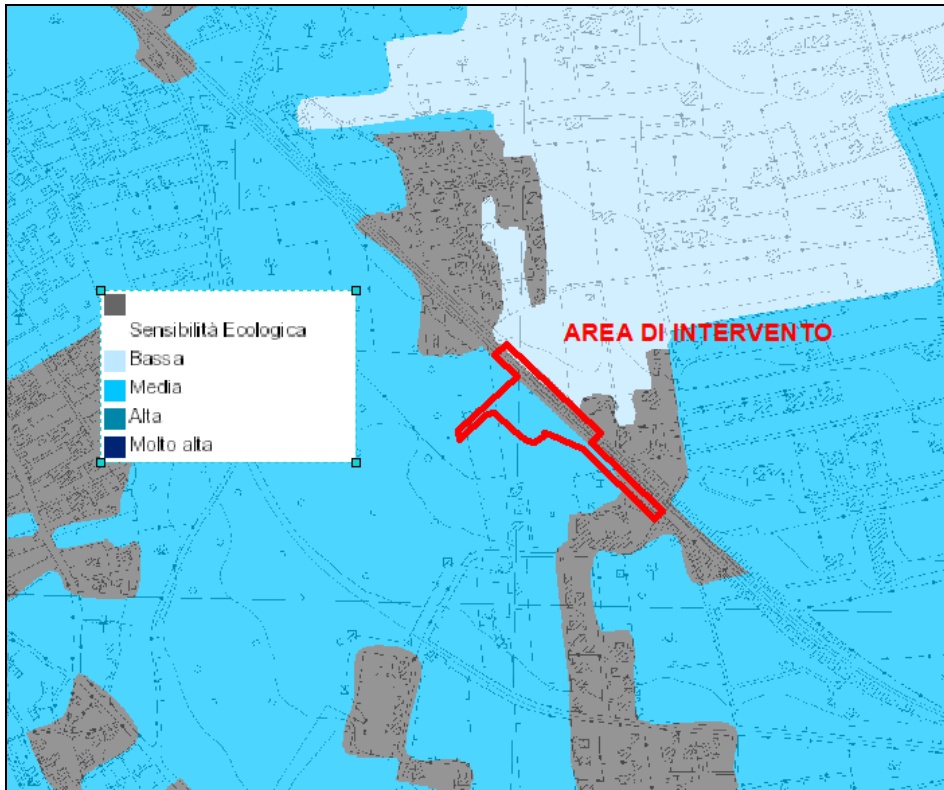 AREA DI INTERVENTO
Sensibilità Ecologica
Bassa
Media
Alta
Molto alta